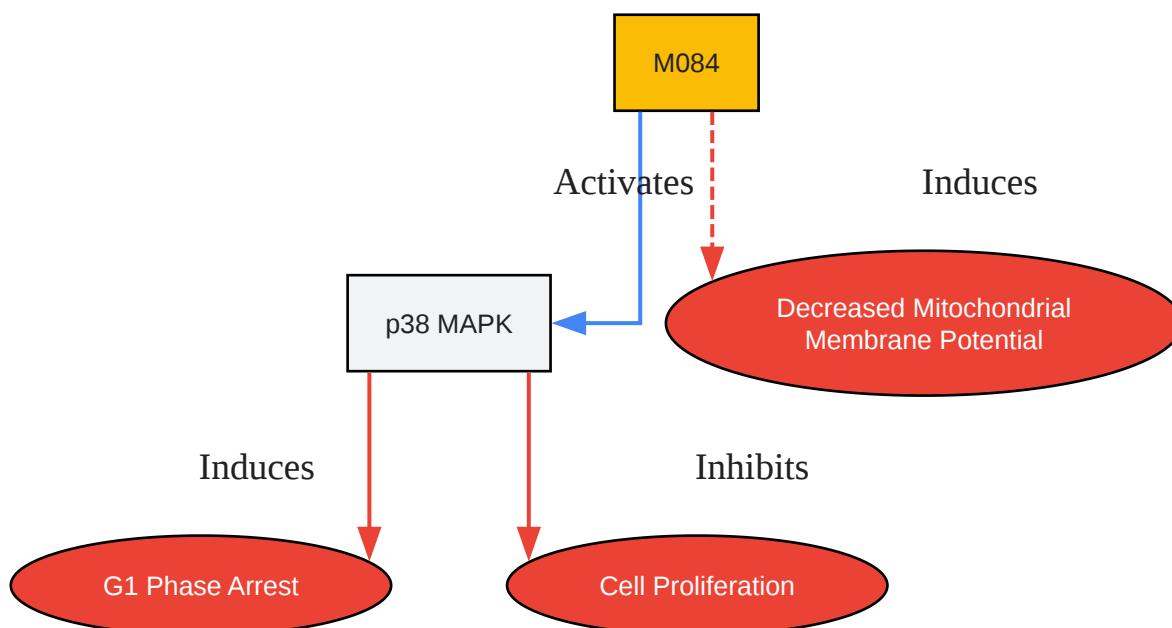 M084
Activates
Induces
p38 MAPK
Decreased Mitochondrial
Membrane Potential
Induces
Inhibits
G1 Phase Arrest
Cell Proliferation